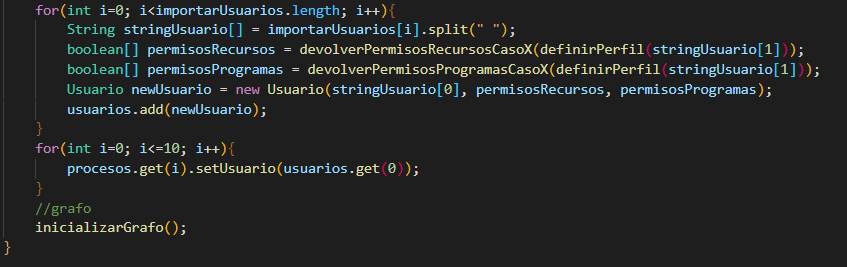 for(int i=0; i<importarUsuarios.length; i++){
String stringUsuario[] = importarUsuarios[i].split(" ");
boolean[] permisosRecursos = devolverPermisosRecursosCasoX(definirPerfil(stringUsuario[1]));
boolean[] permisosProgramas = devolverPermisosProgramasCasoX(definirPerfil(stringUsuario[1]));
Usuario newUsuario = new Usuario(stringUsuario[0], permisosRecursos, permisosProgramas);
usuarios.add(newUsuario);
}
for(int i=0; i<=10; i++){
procesos.get(i).setUsuario(usuarios.get(0));
}
//grafo
inicializarGrafo();
}